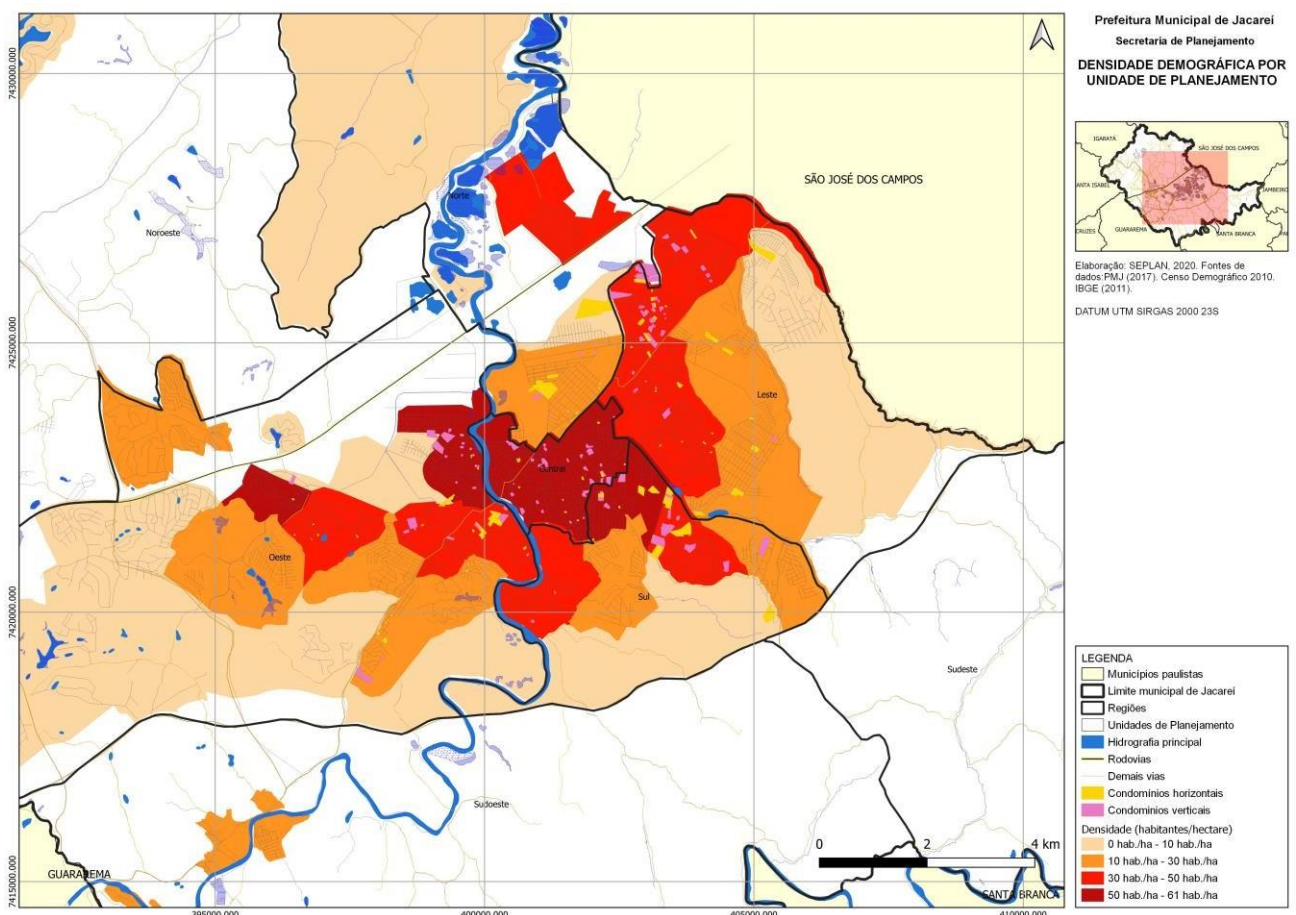 Prefeitura Municipal de Jacareí
Secretaria de Planejamento
DENSIDADE DEMOGRÁFICA POR
UNIDADE DE PLANEJAMENTO
IGARATÁ
SÃO JOSÉ DOS CAMPOS
ANTA ISABEL
JAMBEIRO
CRUZES
GUARAREMA
SANTA BRANCA
PA
Elaboração: SEPLAN, 2020. Fontes de
dados:PMJ (2017). Censo Demográfico 2010.
IBGE (2011).
DATUM UTM SIRGAS 2000 23S
7430000.000
7425000.000
7420000.000
7415000.000
SÃO JOSÉ DOS CAMPOS
Norte
Noroeste
Leste
Central
Oeste
Sul
Sudeste
Sudoeste
GUARAREMA
SANTA BRANCA
0
2
4 km
395000.000
400000.000
405000.000
410000.000
LEGENDA
Municípios paulistas
Limite municipal de Jacareí
Regiões
Unidades de Planejamento
Hidrografia principal
Rodovias
Demais vias
Condomínios horizontais
Condominios verticais
Densidade (habitantes/hectare)
0 hab./ha - 10 hab./ha
10 hab./ha - 30 hab./ha
30 hab./ha - 50 hab./ha
50 hab./ha - 61 hab./ha